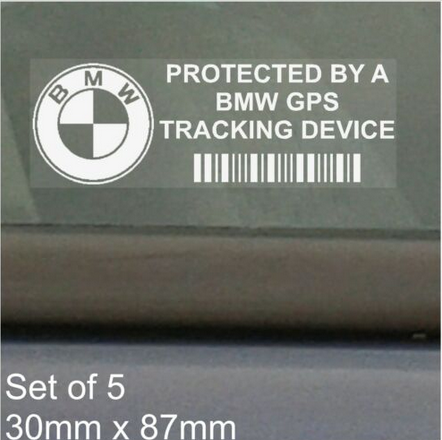 BMW
PROTECTED BY A
BMW GPS
TRACKING DEVICE
Set of 5
30mm x 87mm